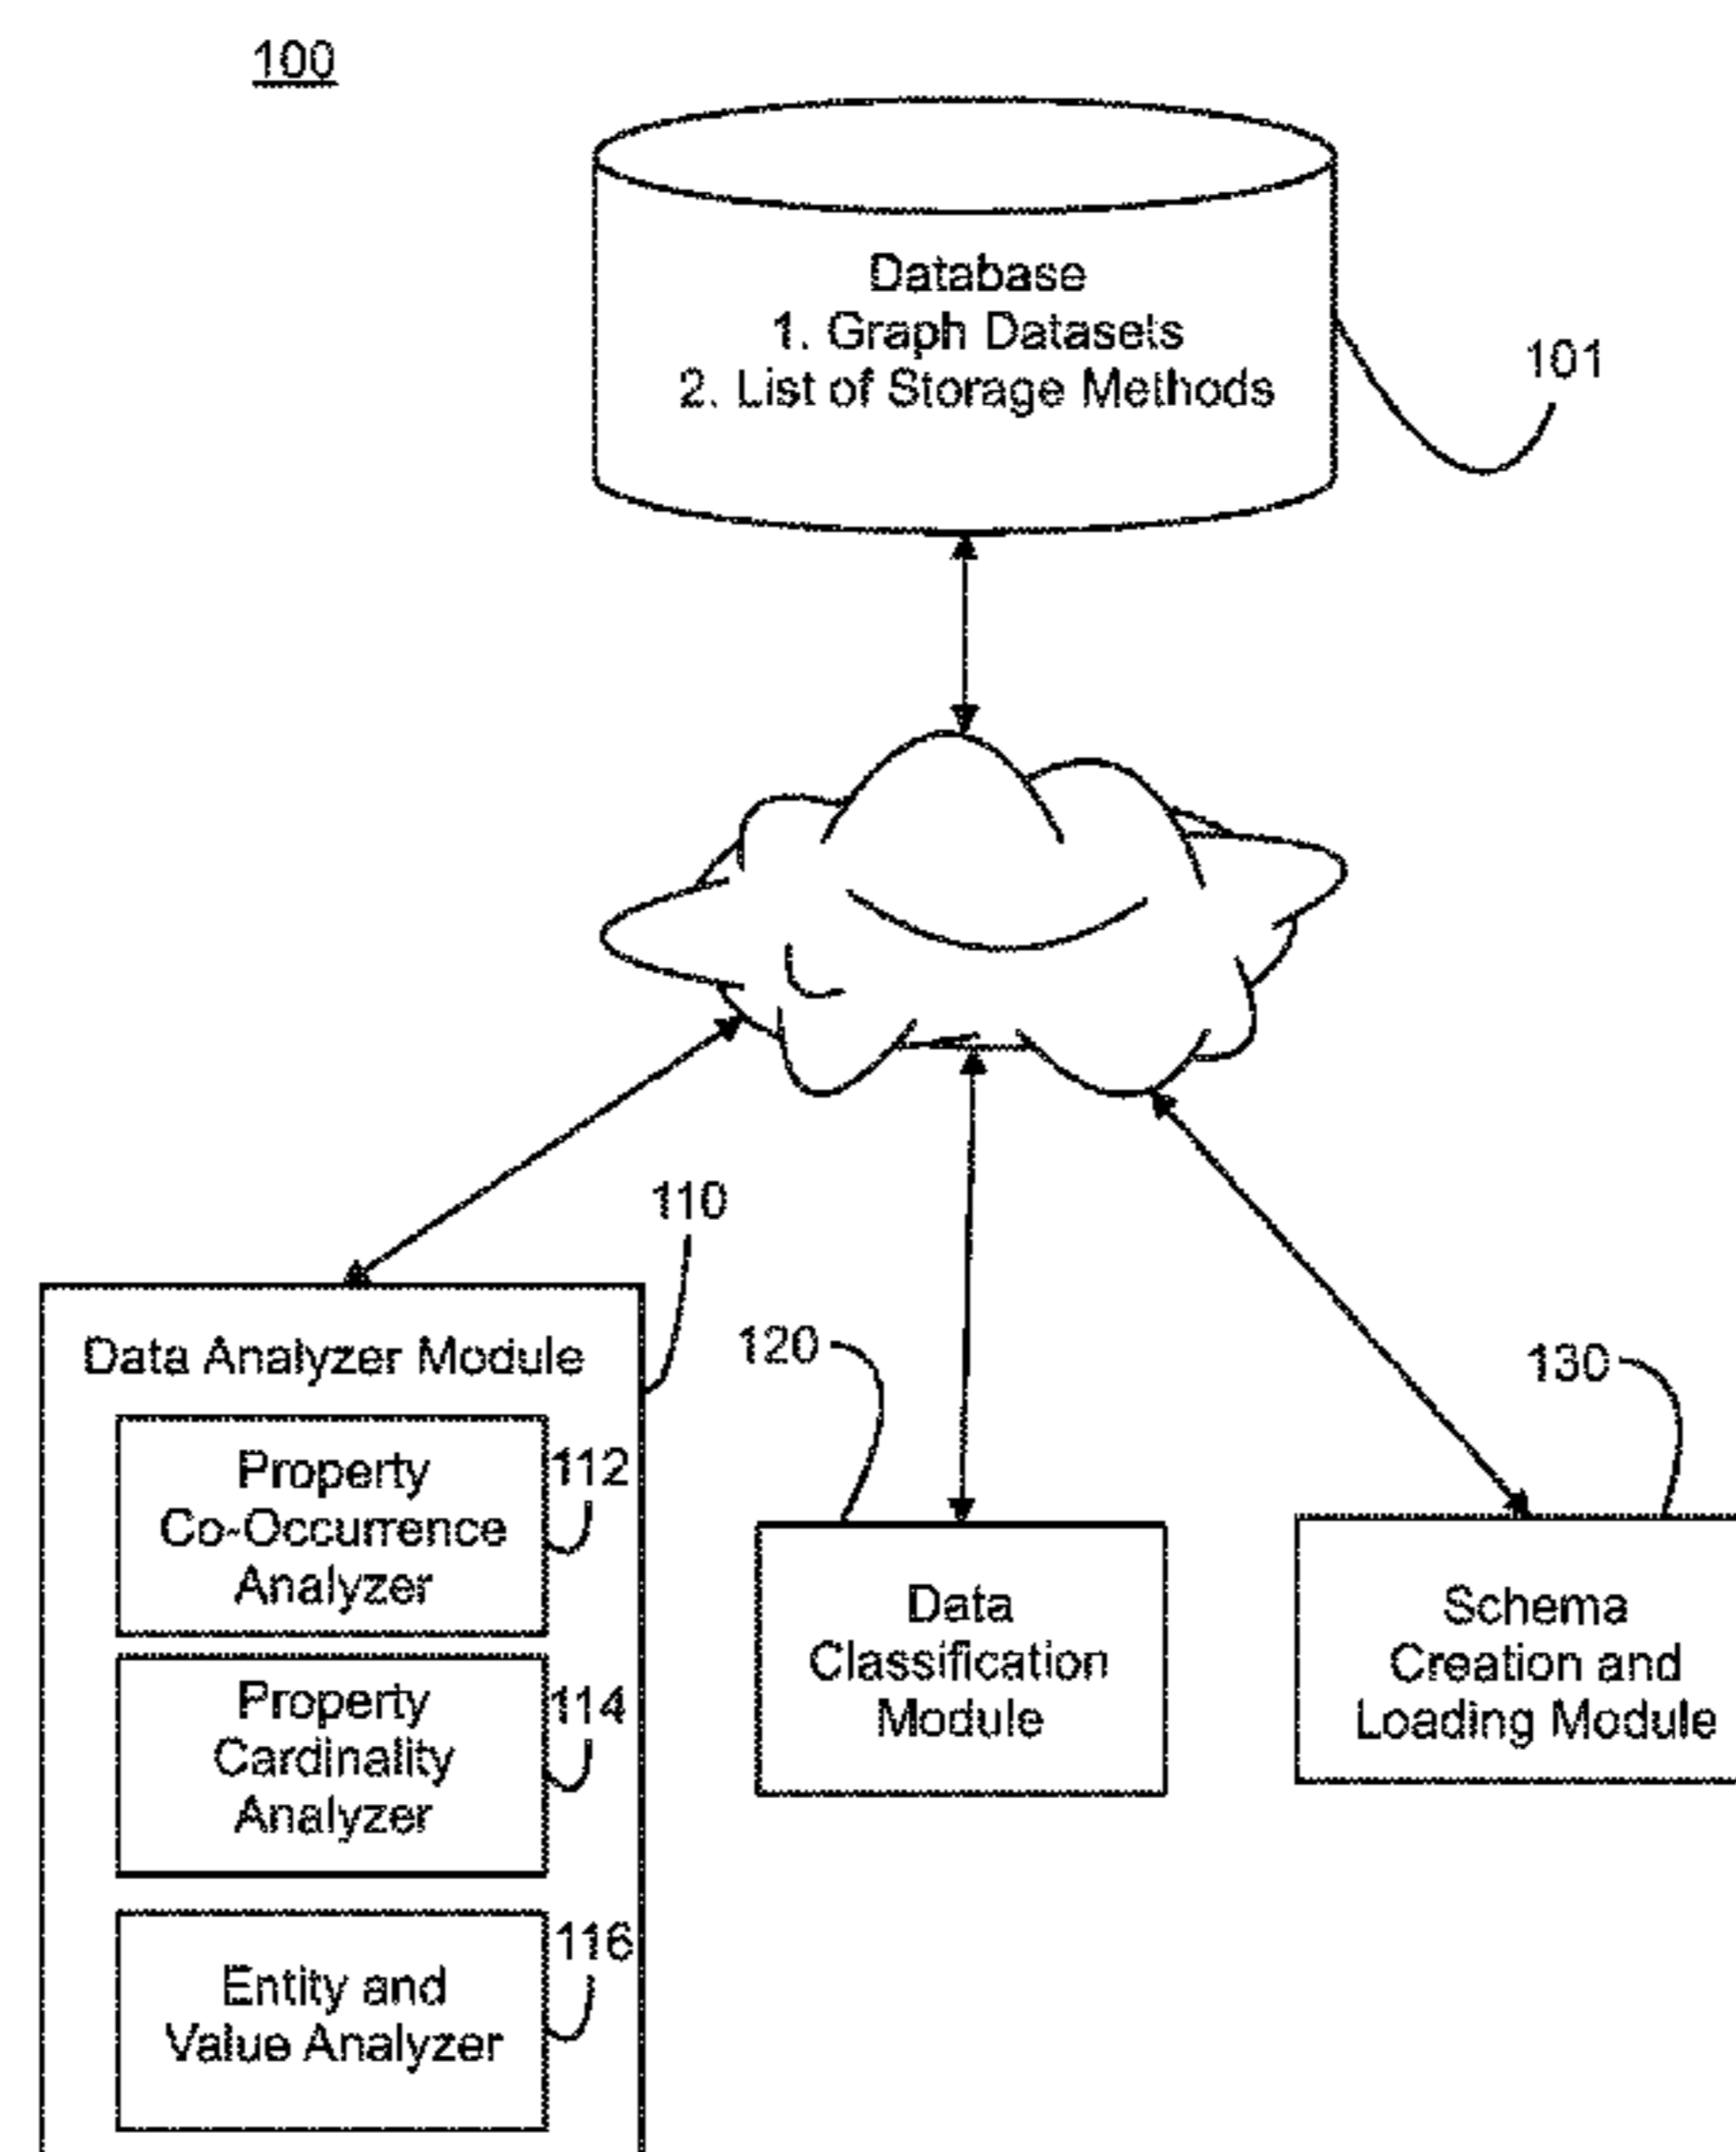 100
Database
1. Graph Datasets
2. List of Storage Methods
101
110
Data Analyzer Module
Property
Co-Occurrence
Analyzer
112
Property
Cardinality
Analyzer
114
Entity and
Value Analyzer
116
120
Data
Classification
Module
130
Schema
Creation and
Loading Module